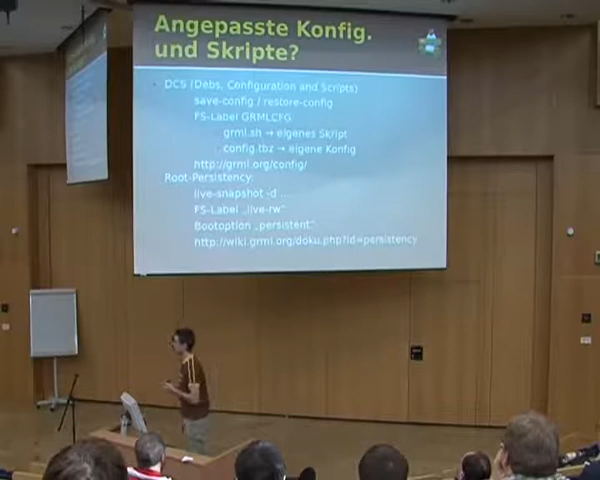 Angepasste Konfig.
und Skripte?
DCS (Debs, Configuration and Scripts)
save-config / restore-config
FS-Label GRMLCFG
grml.sh → eigenes Skript
config.tbz → eigene Konfig
http://grml.org/config/
Root-Persistency:
live-snapshot -d ....
FS-Label „live-rw“
Bootoption „persistent“
http://wiki.grml.org/doku.php?id=persistency